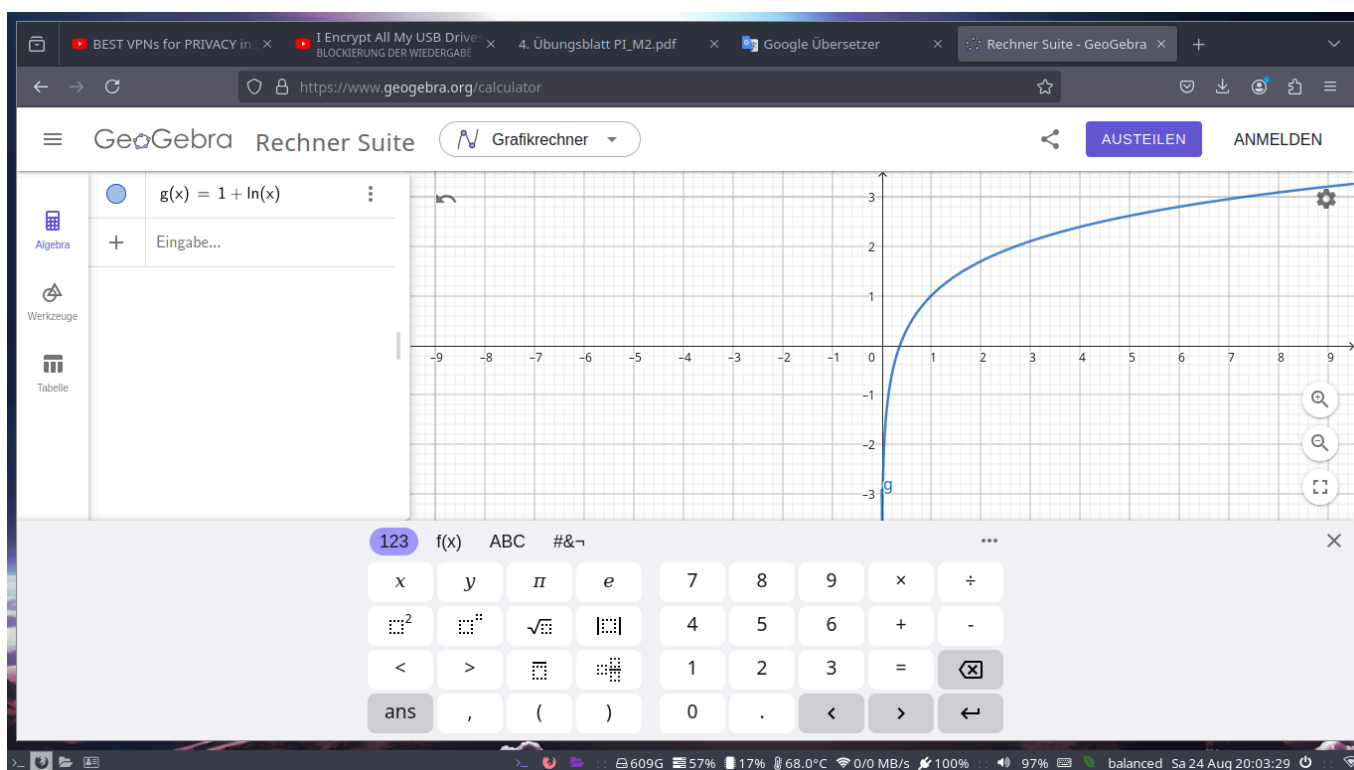 BEST VPNs for PRIVACY in
I Encrypt All My USB Drives
BLOCKIERUNG DER WIEDERGABE
4. Übungsblatt PI_M2.pdf
Google Übersetzer
Rechner Suite - GeoGebra
https://www.geogebra.org/calculator
GeoGebra Rechner Suite
Grafikrechner
AUSTEILEN
ANMELDEN
Algebra
Werkzeuge
Tabelle
g(x) = 1 + ln(x)
Eingabe...
3
2
1
-9 -8 -7 -6 -5 -4 -3 -2 -1 0 1 2 3 4 5 6 7 8 9
-1
-2
-3
g
123 f(x) ABC #&¬
x y π e 7 8 9 × ÷
2 √ 4 5 6 + -
< > 1 2 3 =
ans , ( ) 0 . < >
609G 57% 17% 68.0°C 0/0 MB/s 100% :: 97% balanced Sa 24 Aug 20:03:29